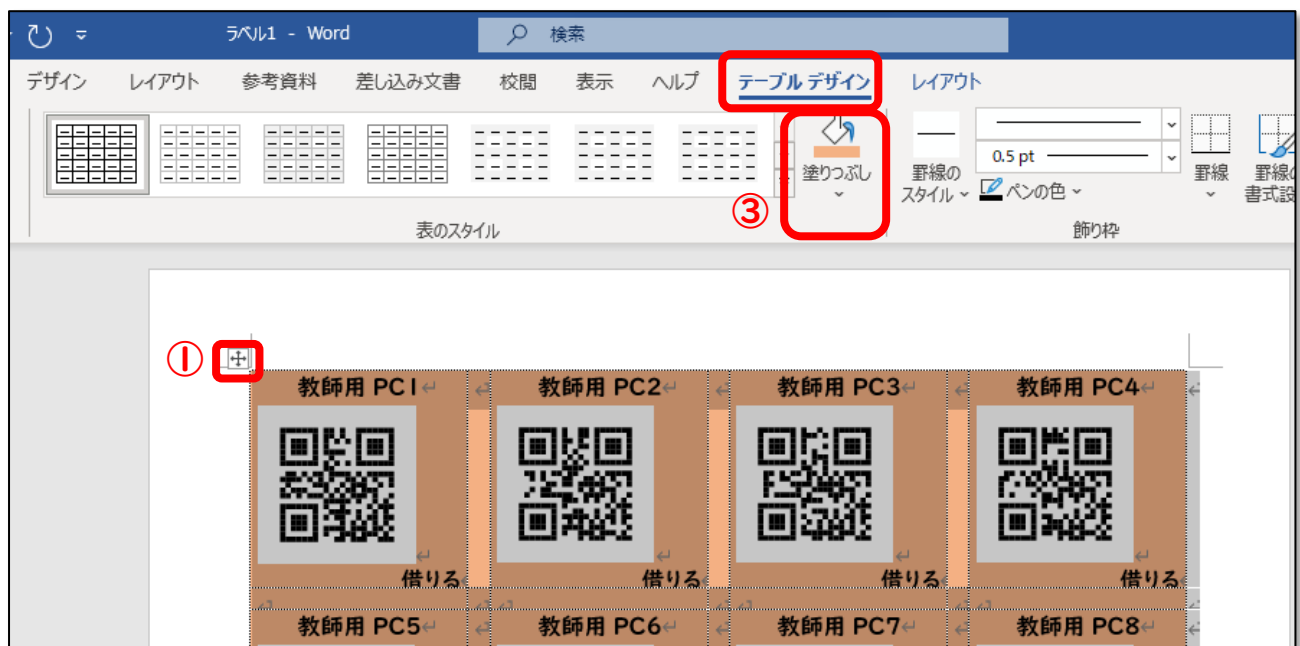 ラベル1 - Word 検索
デザイン レイアウト 参考資料 差し込み文書 校閲 表示 ヘルプ テーブル デザイン レイアウト
塗りつぶし
罫線の
スタイル
0.5 pt
ペンの色
罫線
罫線の
書式設
③
表のスタイル
飾り枠
①
教師用 PC1 教師用 PC2 教師用 PC3 教師用 PC4
借りる 借りる 借りる 借りる
教師用 PC5 教師用 PC6 教師用 PC7 教師用 PC8